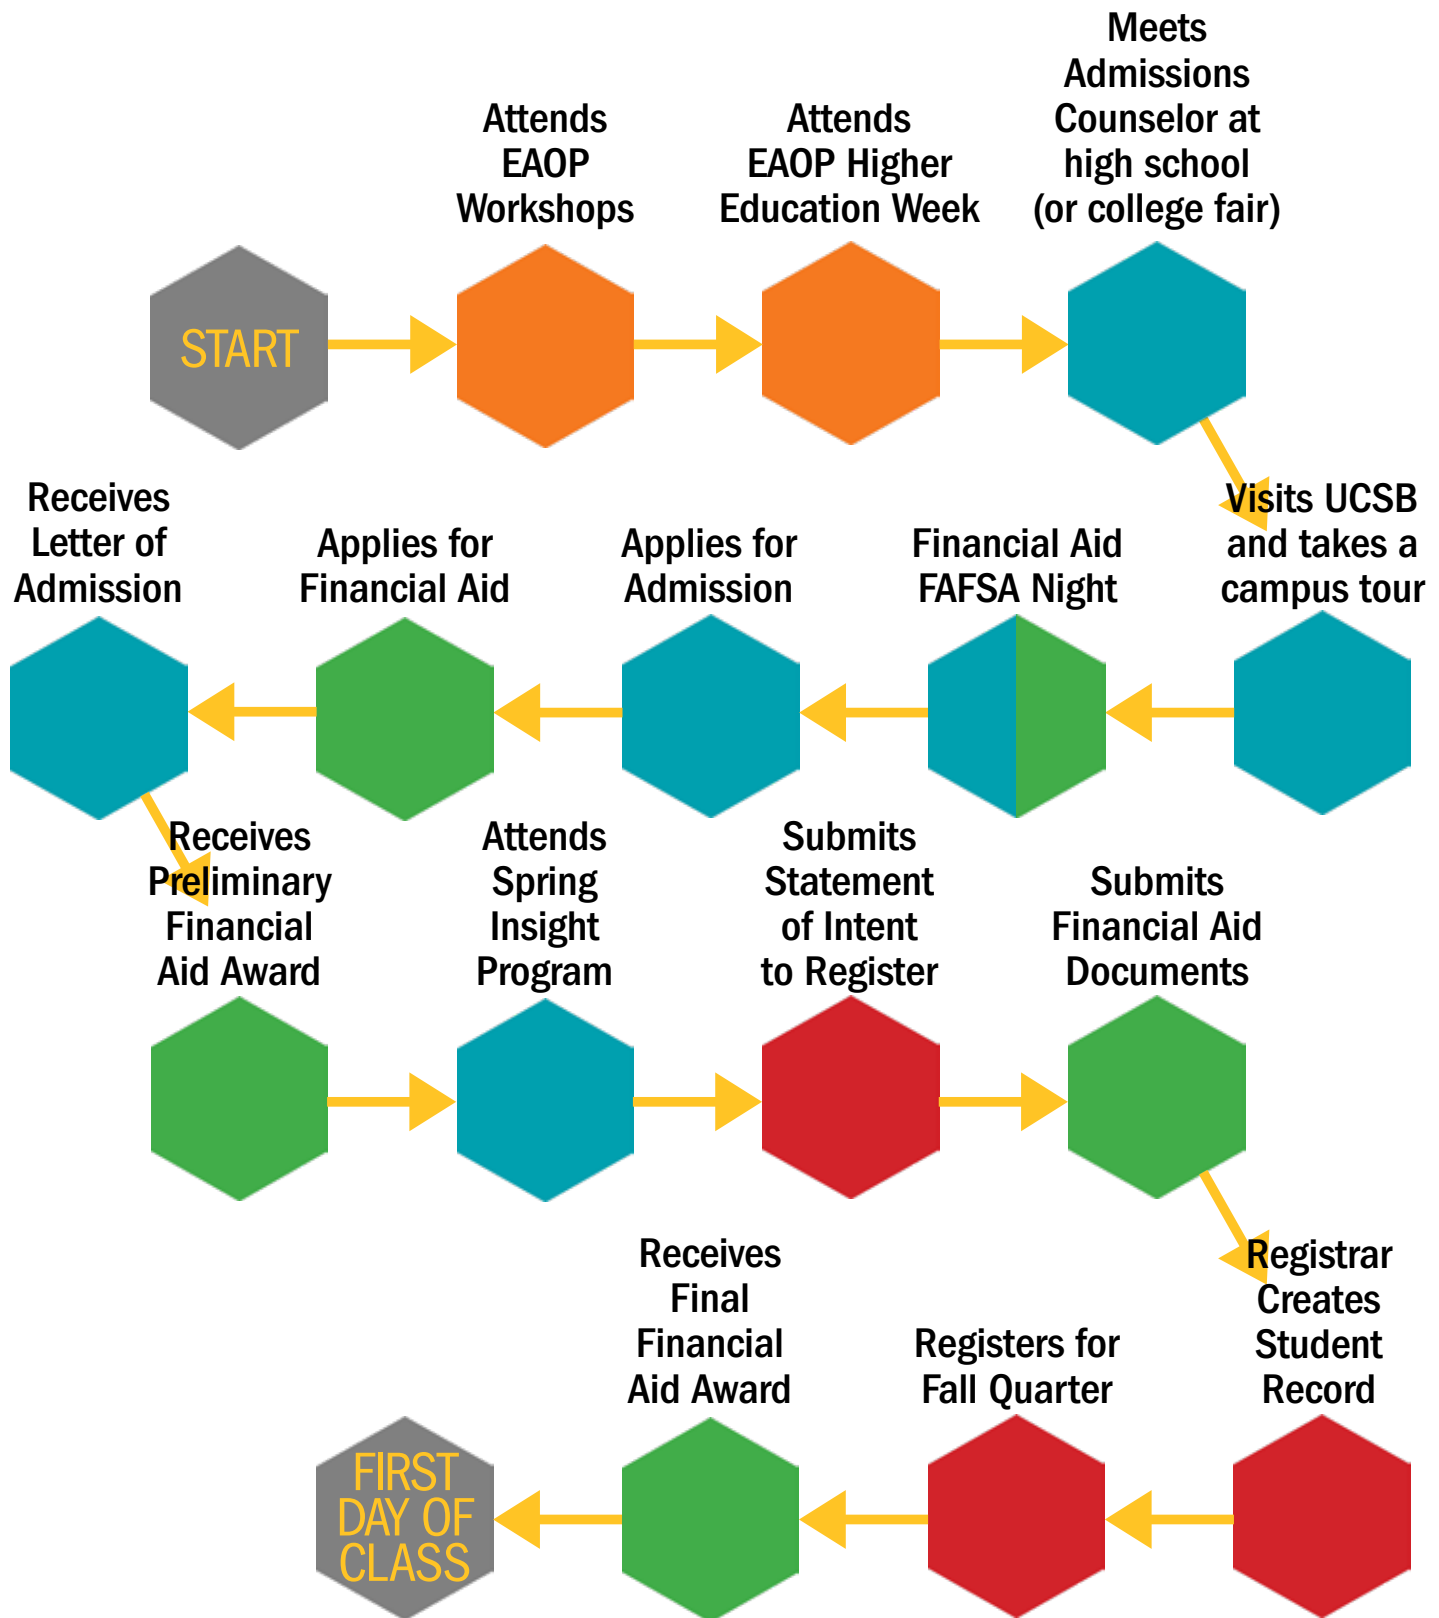 START
Attends
EAOP
Workshops
Attends
EAOP Higher
Education Week
Meets
Admissions
Counselor at
high school
(or college fair)
Visits UCSB
and takes a
campus tour
Financial Aid
FAFSA Night
Applies for
Admission
Applies for
Financial Aid
Receives
Letter of
Admission
Receives
Preliminary
Financial
Aid Award
Attends
Spring
Insight
Program
Submits
Statement
of Intent
to Register
Submits
Financial Aid
Documents
Registrar
Creates
Student
Record
Registers for
Fall Quarter
Receives
Final
Financial
Aid Award
FIRST
DAY OF
CLASS